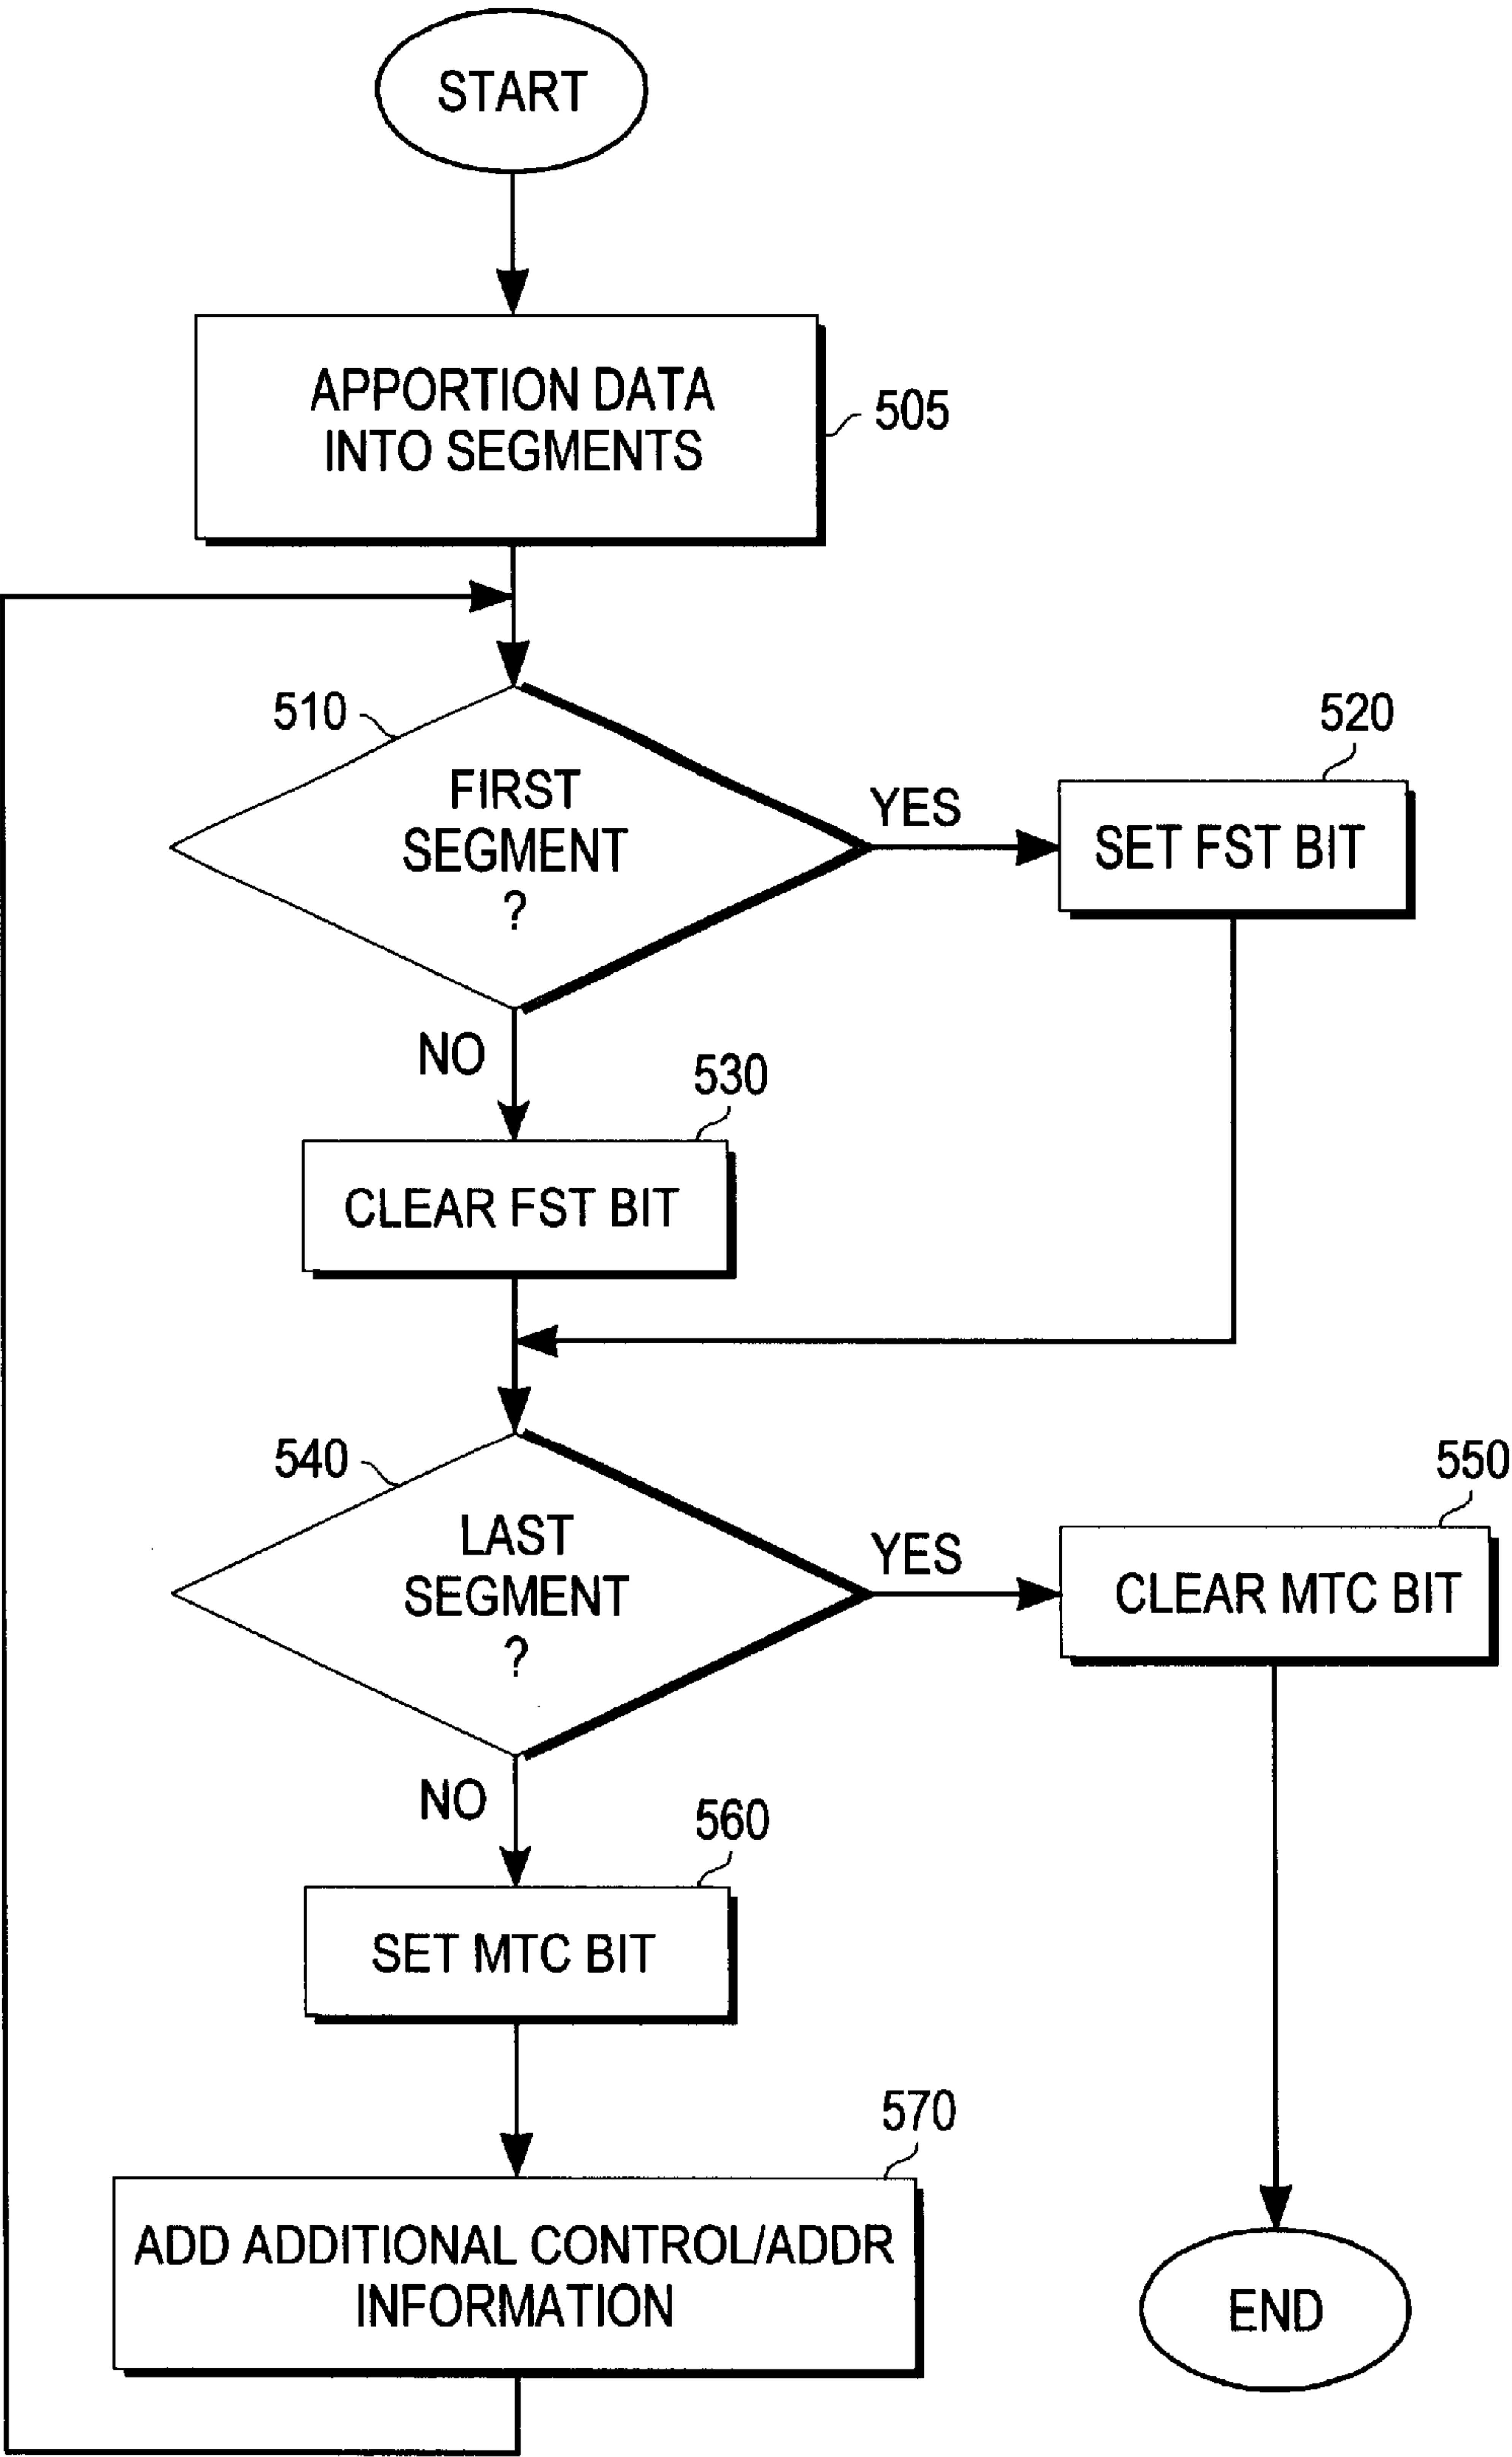 START
APPORTION DATA
INTO SEGMENTS
505
510
FIRST
SEGMENT
?
YES
520
SET FST BIT
NO
530
CLEAR FST BIT
540
LAST
SEGMENT
?
YES
550
CLEAR MTC BIT
NO
560
SET MTC BIT
570
ADD ADDITIONAL CONTROL/ADDR
INFORMATION
END